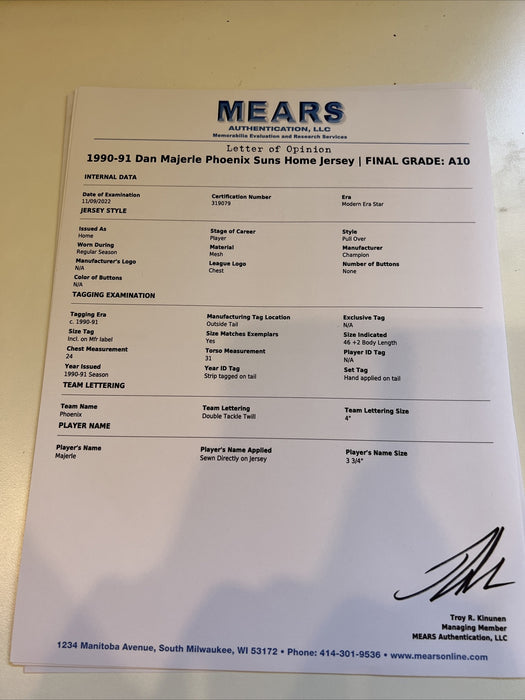 MEARS
AUTHENTICATION, LLC
Memorabilia Evaluation and Research Services
Letter of Opinion
1990-91 Dan Majerle Phoenix Suns Home Jersey | FINAL GRADE: A10
INTERNAL DATA
Date of Examination Certification Number Era
11/09/2022 319079 Modern Era Star
JERSEY STYLE
Issued As Stage of Career Style
Home Player Pull Over
Worn During Material Manufacturer
Regular Season Mesh Champion
Manufacturer's Logo League Logo Number of Buttons
N/A Chest None
Color of Buttons
N/A
TAGGING EXAMINATION
Tagging Era Manufacturing Tag Location Exclusive Tag
c. 1990-91 Outside Tail N/A
Size Tag Size Matches Exemplars Size Indicated
Incl. on Mfr label Yes 46 +2 Body Length
Chest Measurement Torso Measurement Player ID Tag
24 31 N/A
Year Issued Year ID Tag Set Tag
1990-91 Season Strip tagged on tail Hand applied on tail
TEAM LETTERING
Team Name Team Lettering Team Lettering Size
Phoenix Double Tackle Twill 4"
PLAYER NAME
Player's Name Player's Name Applied Player's Name Size
Majerle Sewn Directly on Jersey 3 3/4"
Troy R. Kinunen
Managing Member
MEARS Authentication, LLC
1234 Manitoba Avenue, South Milwaukee, WI 53172 • Phone: 414-301-9536 • www.mearsonline.com